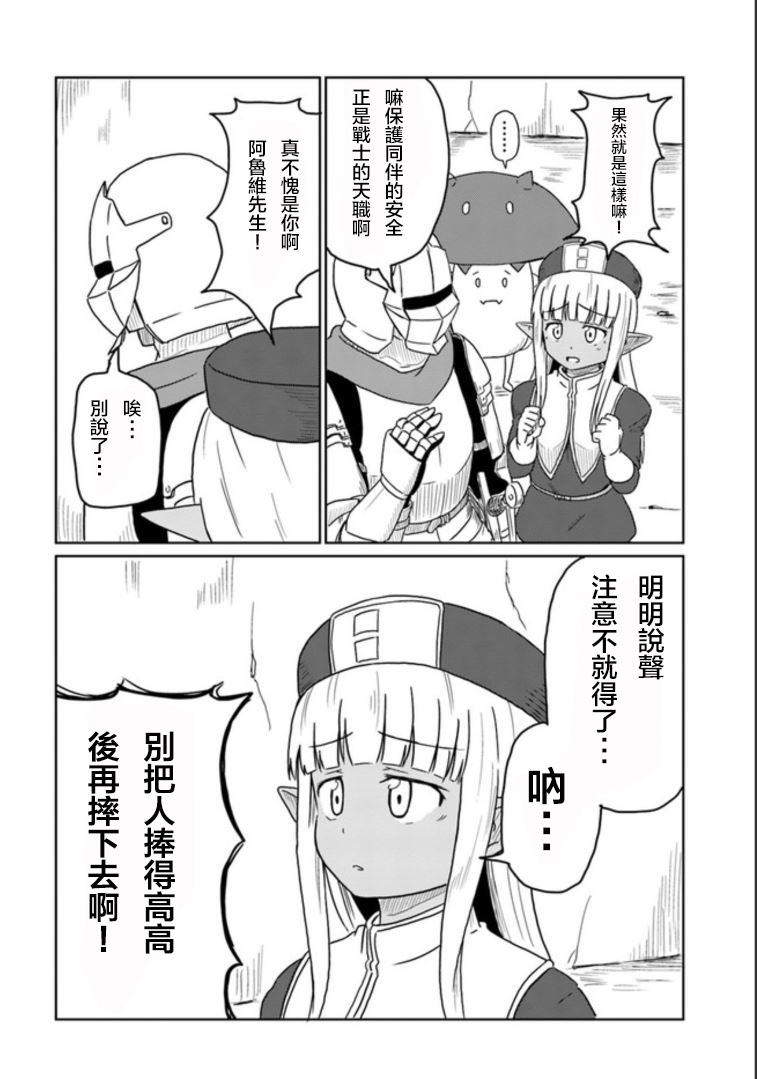 果然就是這樣嘛！
……
嘛保護同伴的安全
正是戰士的天職啊
真不愧是你啊
阿魯維先生！
唉…
別說了…
明明說聲
注意不就得了…
吶…
別把人捧得高高
後再摔下去啊！